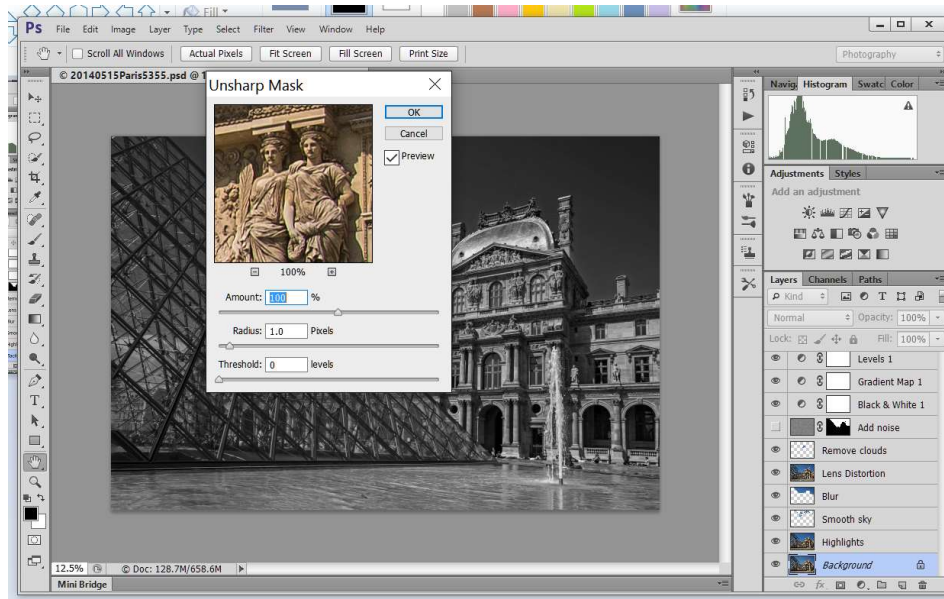 Fill
Ps File Edit Image Layer Type Select Filter View Window Help
Scroll All Windows Actual Pixels Fit Screen Fill Screen Print Size Photography
© 20140515Paris5355.psd @ 1
Unsharp Mask
OK
Cancel
Preview
100%
Amount: 100 %
Radius: 1.0 Pixels
Threshold: 0 levels
Navig Histogram Swatc Color
Adjustments Styles
Add an adjustment
Layers Channels Paths
Kind
Normal Opacity: 100%
Lock: Fill: 100%
Levels 1
Gradient Map 1
Black & White 1
Add noise
Remove clouds
Lens Distortion
Blur
Smooth sky
Highlights
Background
fx
12.5% © Doc: 128.7M/658.6M
Mini Bridge